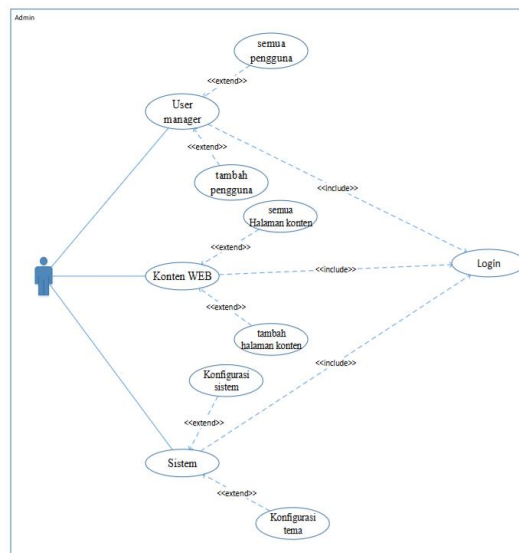 Admin
semua
pengguna
<<extend>>
User
manager
<<extend>>
tambah
pengguna
<<include>>
semua
Halaman konten
<<extend>>
Konten WEB
<<include>>
Login
<<extend>>
tambah
halaman konten
<<include>>
Konfigurasi
sistem
<<extend>>
Sistem
<<extend>>
Konfigurasi
tema